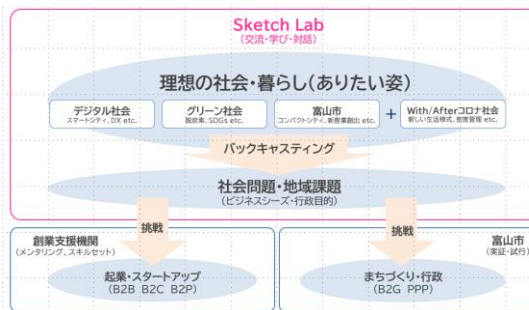 Sketch Lab
(交流・学び・対話)
理想の社会・暮らし(ありたい姿)
デジタル社会
スマートシティ、DX etc.
グリーン社会
脱炭素、SDGs etc.
富山市
コンパクトシティ、新産業創出 etc.
+
With/Afterコロナ社会
新しい生活様式、密度管理 etc.
バックキャスティング
社会問題・地域課題
(ビジネスシーズ・行政目的)
挑戦
挑戦
創業支援機関
(メンタリング、スキルセット)
起業・スタートアップ
(B2B B2C B2P)
富山市
(実証・試行)
まちづくり・行政
(B2G PPP)